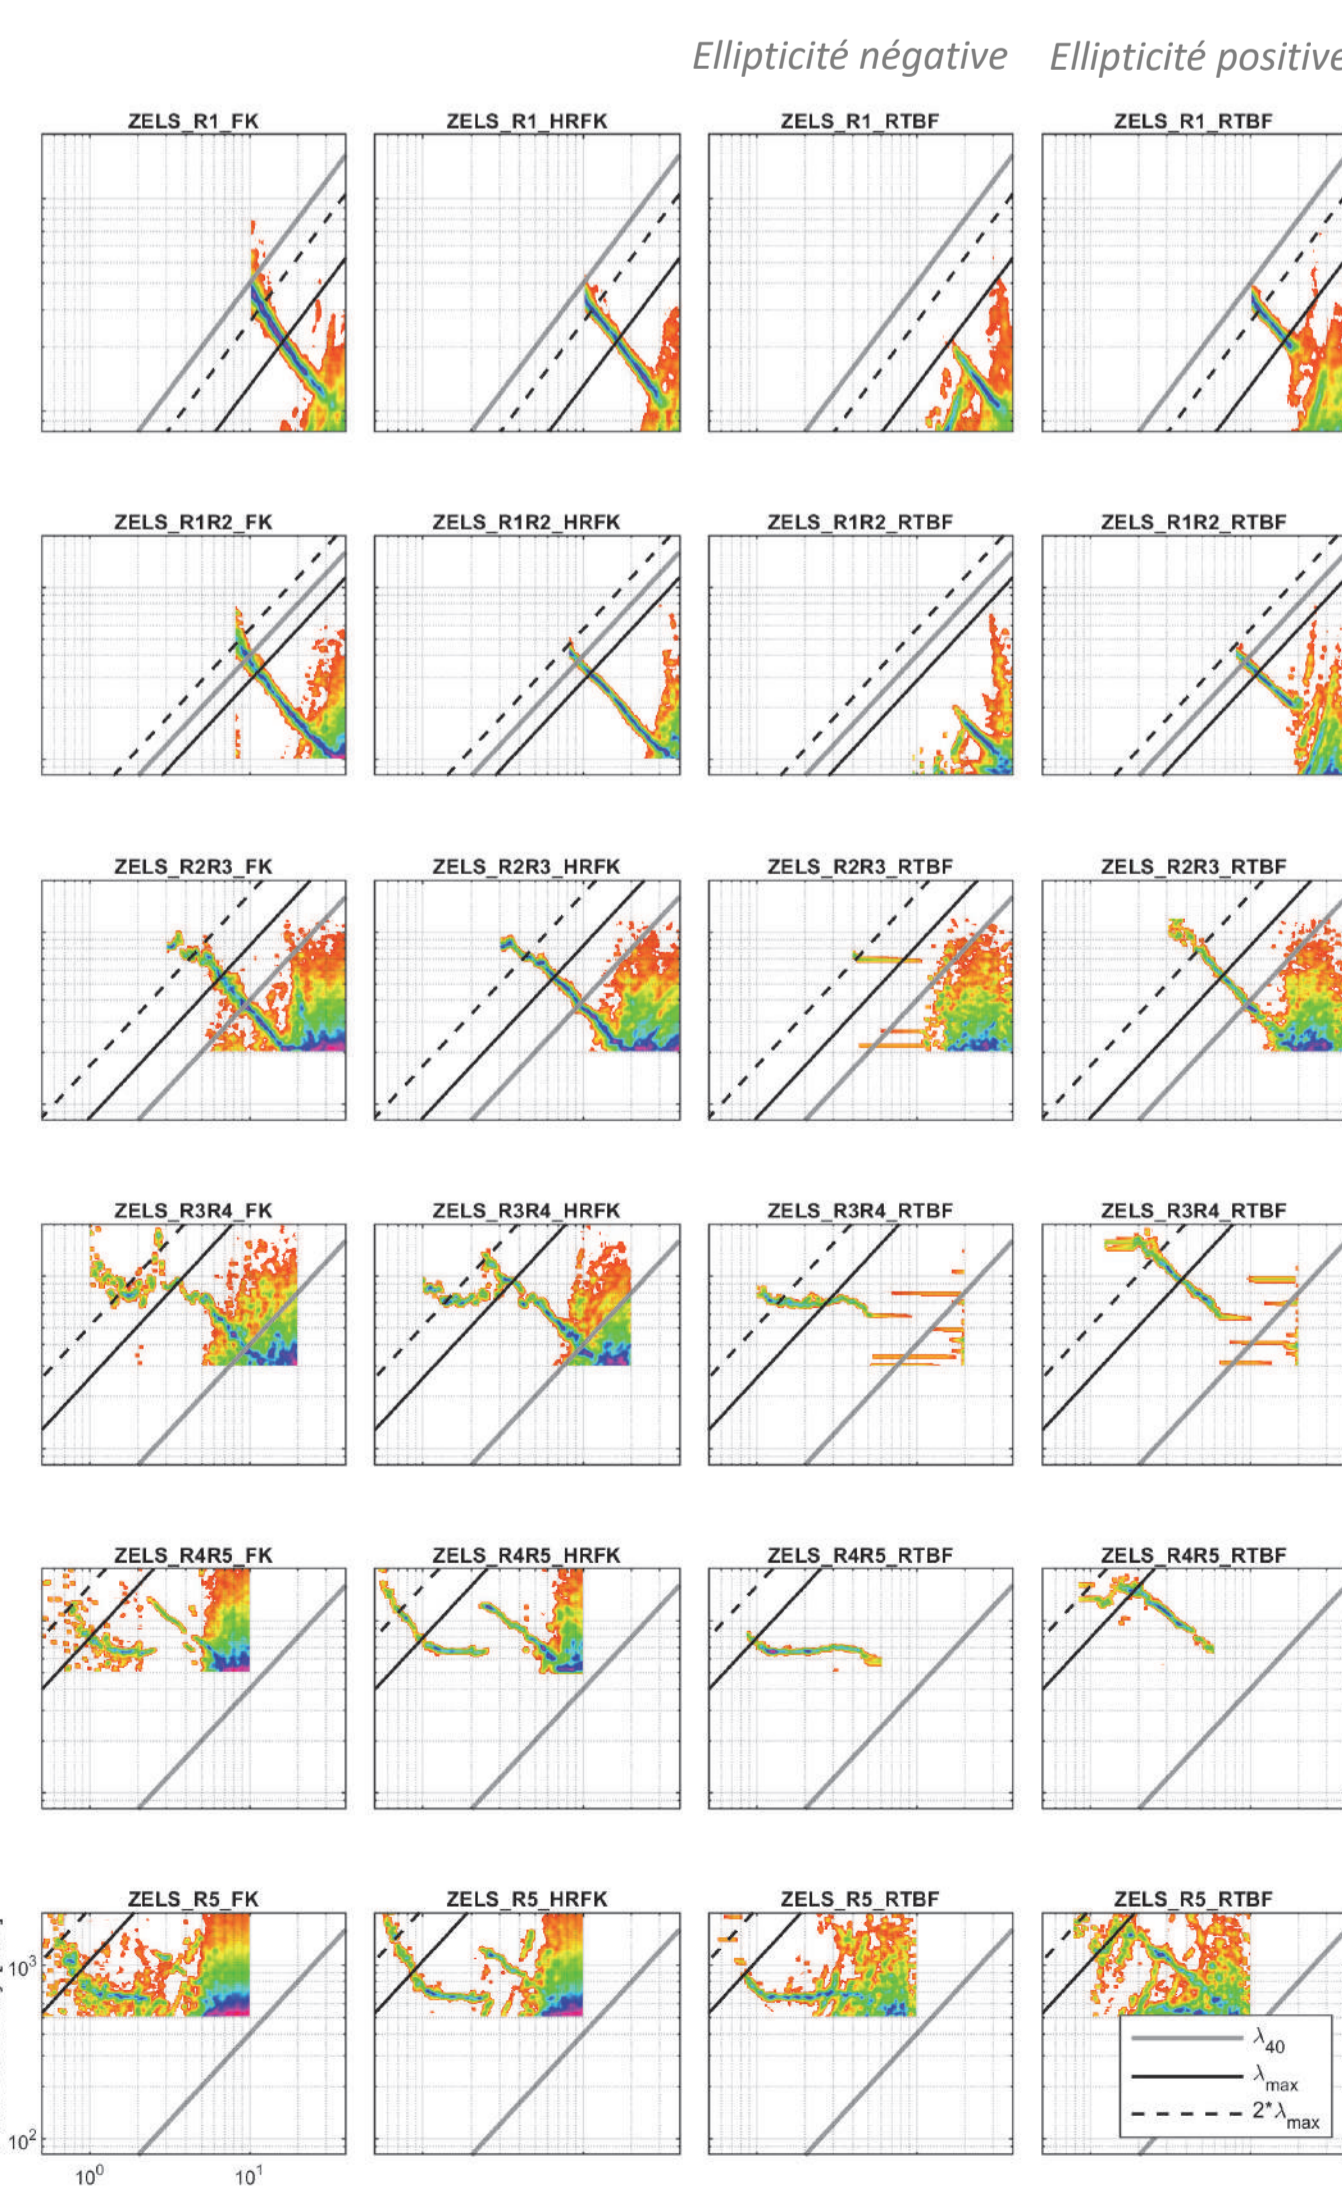 Ellipticité négative Ellipticité positive
ZELS_R1_FK ZELS_R1_HRFK ZELS_R1_RTBF ZELS_R1_RTBF
ZELS_R1R2_FK ZELS_R1R2_HRFK ZELS_R1R2_RTBF ZELS_R1R2_RTBF
ZELS_R2R3_FK ZELS_R2R3_HRFK ZELS_R2R3_RTBF ZELS_R2R3_RTBF
ZELS_R3R4_FK ZELS_R3R4_HRFK ZELS_R3R4_RTBF ZELS_R3R4_RTBF
ZELS_R4R5_FK ZELS_R4R5_HRFK ZELS_R4R5_RTBF ZELS_R4R5_RTBF
ZELS_R5_FK ZELS_R5_HRFK ZELS_R5_RTBF ZELS_R5_RTBF
10³
λ₄₀
λmax
2*λmax
10²
10⁰ 10¹